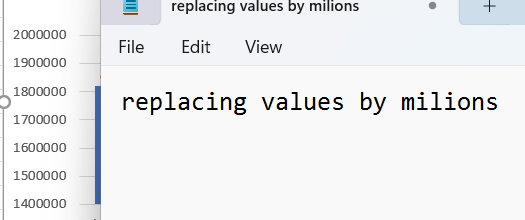 replacing values by milions
File Edit View
replacing values by milions
2000000
1900000
1800000
1700000
1600000
1500000
1400000